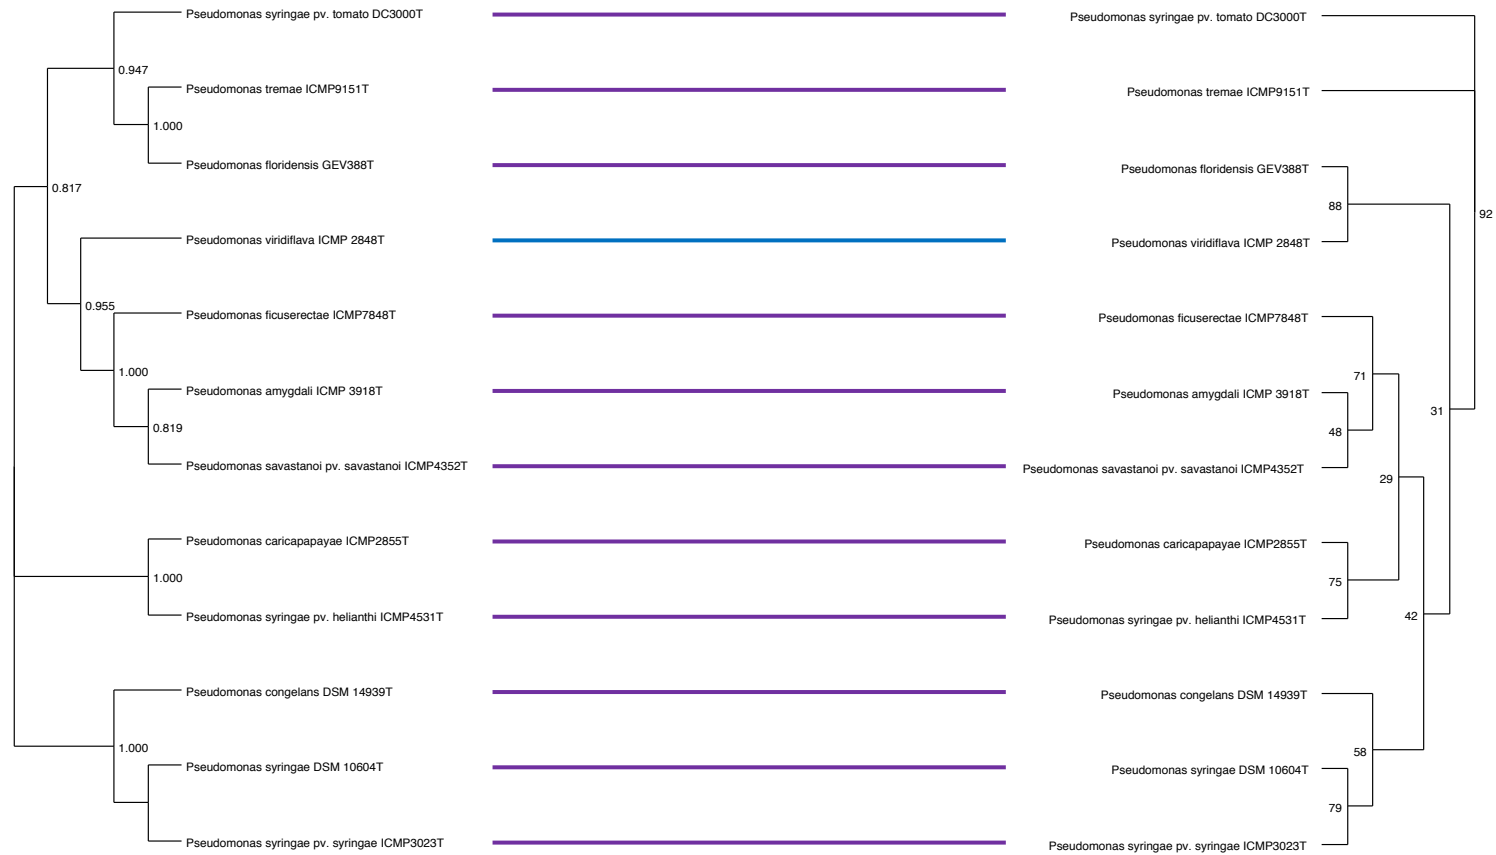 Pseudomonas syringae pv. tomato DC3000T
Pseudomonas syringae pv. tomato DC3000T
0.947
Pseudomonas tremae ICMP9151T
Pseudomonas tremae ICMP9151T
1.000
Pseudomonas floridensis GEV388T
Pseudomonas floridensis GEV388T
0.817
88
92
Pseudomonas viridiflava ICMP 2848T
Pseudomonas viridiflava ICMP 2848T
0.955
Pseudomonas ficuserectae ICMP7848T
Pseudomonas ficuserectae ICMP7848T
1.000
71
Pseudomonas amygdali ICMP 3918T
Pseudomonas amygdali ICMP 3918T
31
0.819
48
Pseudomonas savastanoi pv. savastanoi ICMP4352T
Pseudomonas savastanoi pv. savastanoi ICMP4352T
29
Pseudomonas caricapapayae ICMP2855T
Pseudomonas caricapapayae ICMP2855T
1.000
75
Pseudomonas syringae pv. helianthi ICMP4531T
Pseudomonas syringae pv. helianthi ICMP4531T
42
Pseudomonas congelans DSM 14939T
Pseudomonas congelans DSM 14939T
1.000
58
Pseudomonas syringae DSM 10604T
Pseudomonas syringae DSM 10604T
79
Pseudomonas syringae pv. syringae ICMP3023T
Pseudomonas syringae pv. syringae ICMP3023T